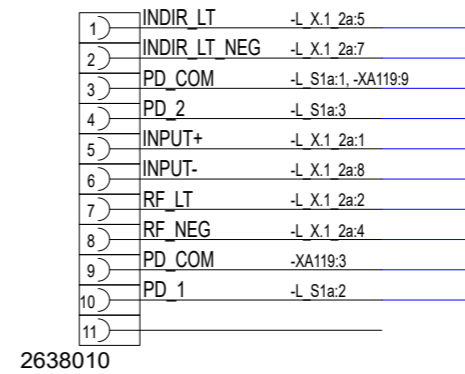 1 INDIR_LT -L_X.1_2a:5
2 INDIR_LT_NEG -L_X.1_2a:7
3 PD_COM -L_S1a:1, -XA119:9
4 PD_2 -L_S1a:3
5 INPUT+ -L_X.1_2a:1
6 INPUT- -L_X.1_2a:8
7 RF_LT -L_X.1_2a:2
8 RF_NEG -L_X.1_2a:4
9 PD_COM -XA119:3
10 PD_1 -L_S1a:2
11
2638010